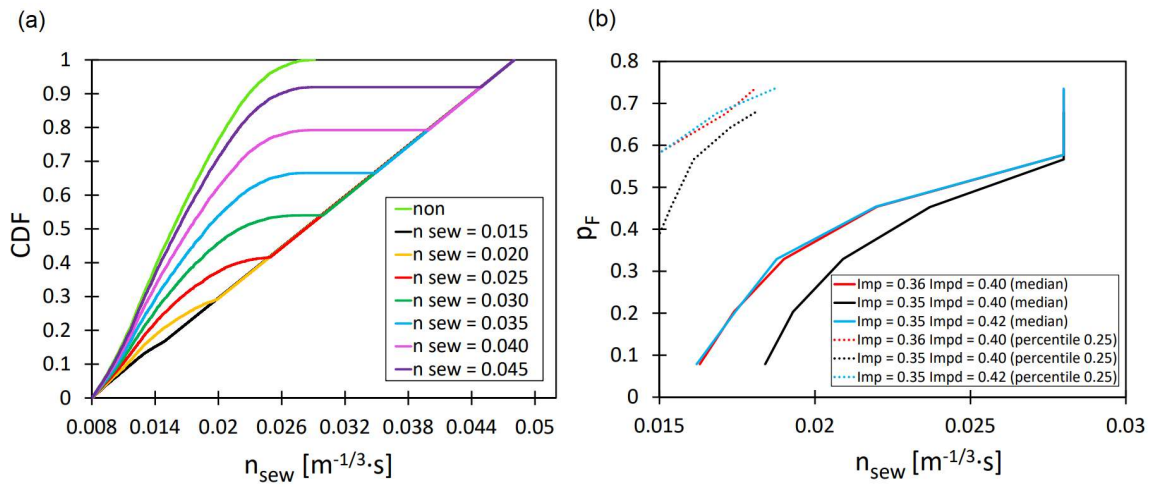 (a)
CDF
1
0.9
0.8
0.7
0.6
0.5
0.4
0.3
0.2
0.1
0
0.008 0.014 0.02 0.026 0.032 0.038 0.044 0.05
n_sew [m^-1/3·s]
non
n sew = 0.015
n sew = 0.020
n sew = 0.025
n sew = 0.030
n sew = 0.035
n sew = 0.040
n sew = 0.045
(b)
p_F
0.8
0.7
0.6
0.5
0.4
0.3
0.2
0.1
0
0.015 0.02 0.025 0.03
n_sew [m^-1/3·s]
Imp = 0.36 Impd = 0.40 (median)
Imp = 0.35 Impd = 0.40 (median)
Imp = 0.35 Impd = 0.42 (median)
Imp = 0.36 Impd = 0.40 (percentile 0.25)
Imp = 0.35 Impd = 0.40 (percentile 0.25)
Imp = 0.35 Impd = 0.42 (percentile 0.25)